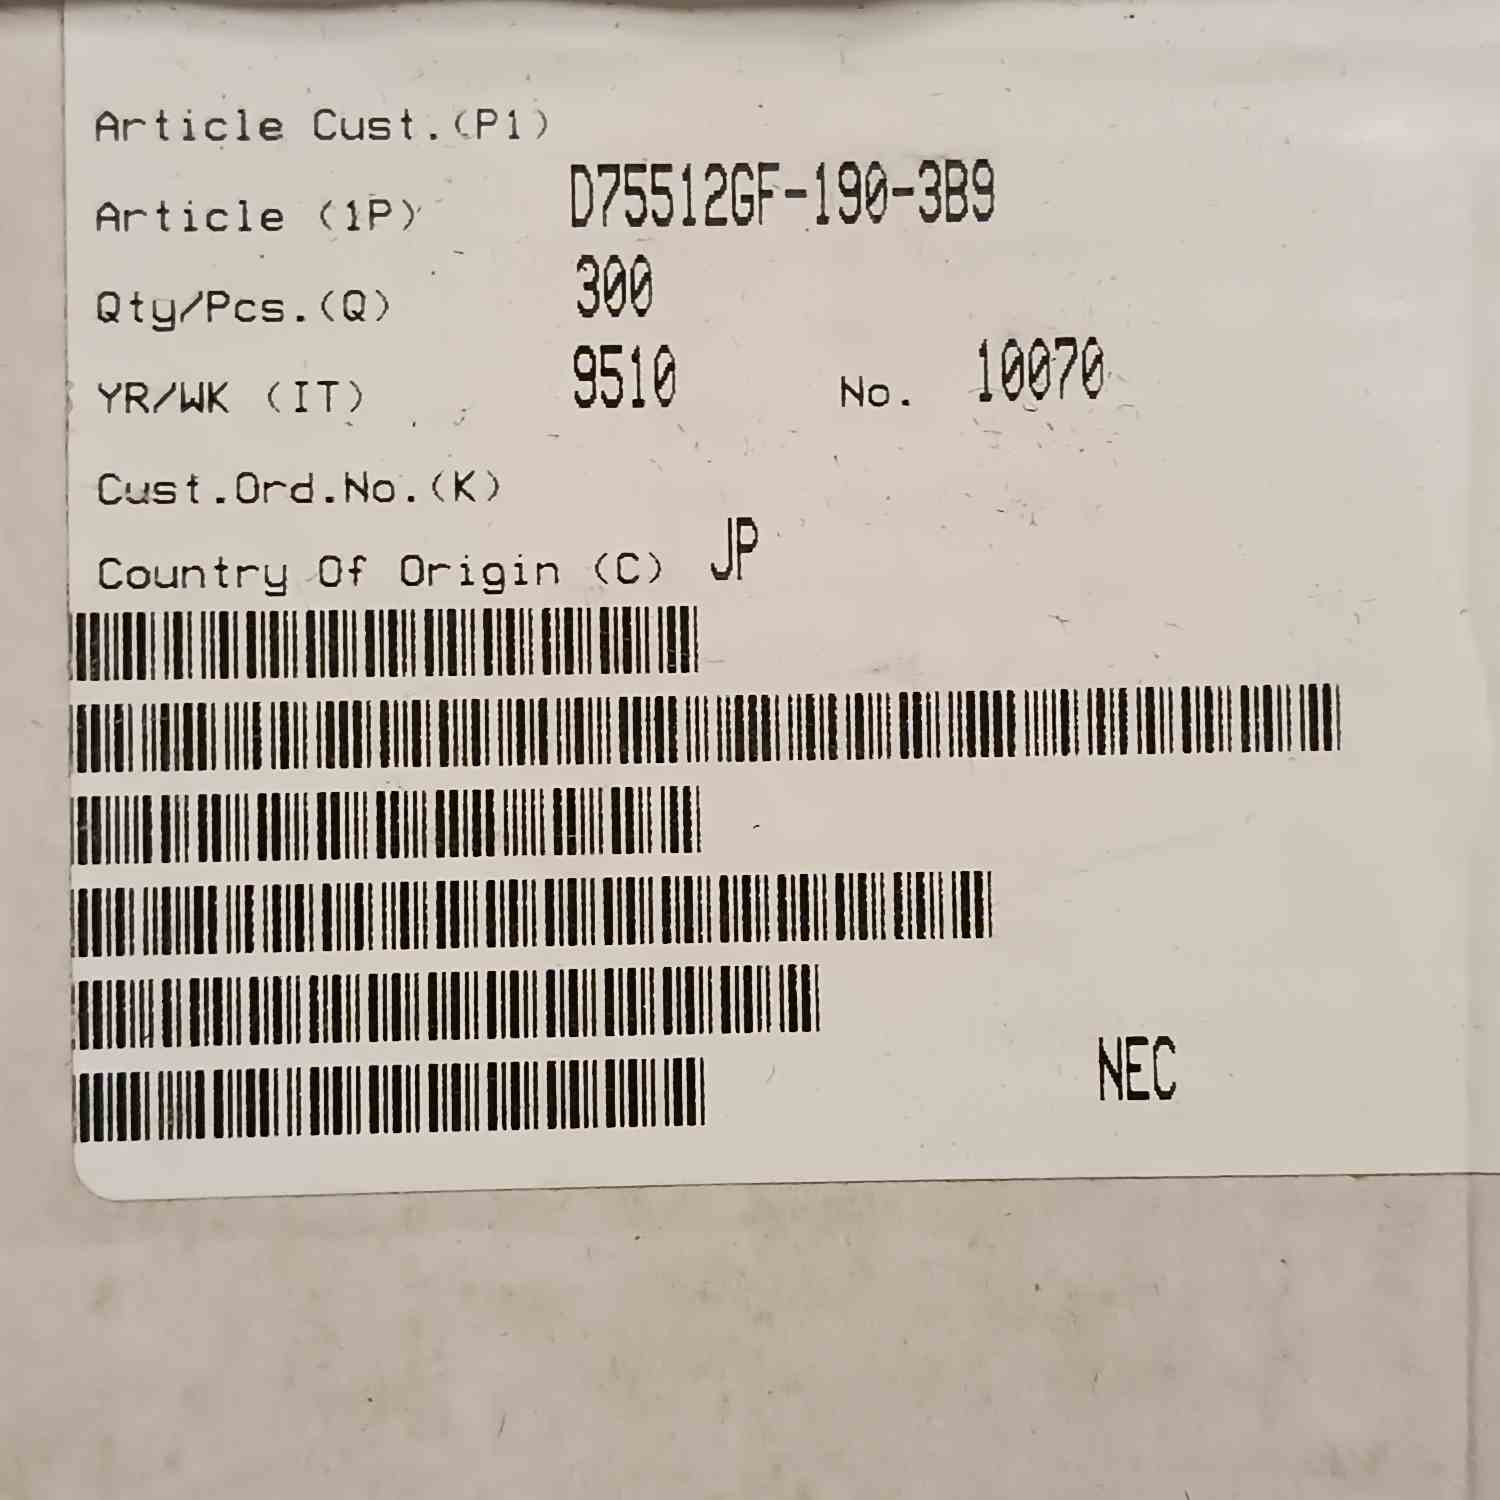 Article Cust.(P1)
Article (1P) D75512GF-190-3B9
Qty/Pcs.(Q) 300
YR/WK (IT) 9510 No. 10070
Cust.Ord.No.(K)
Country Of Origin (C) JP
NEC